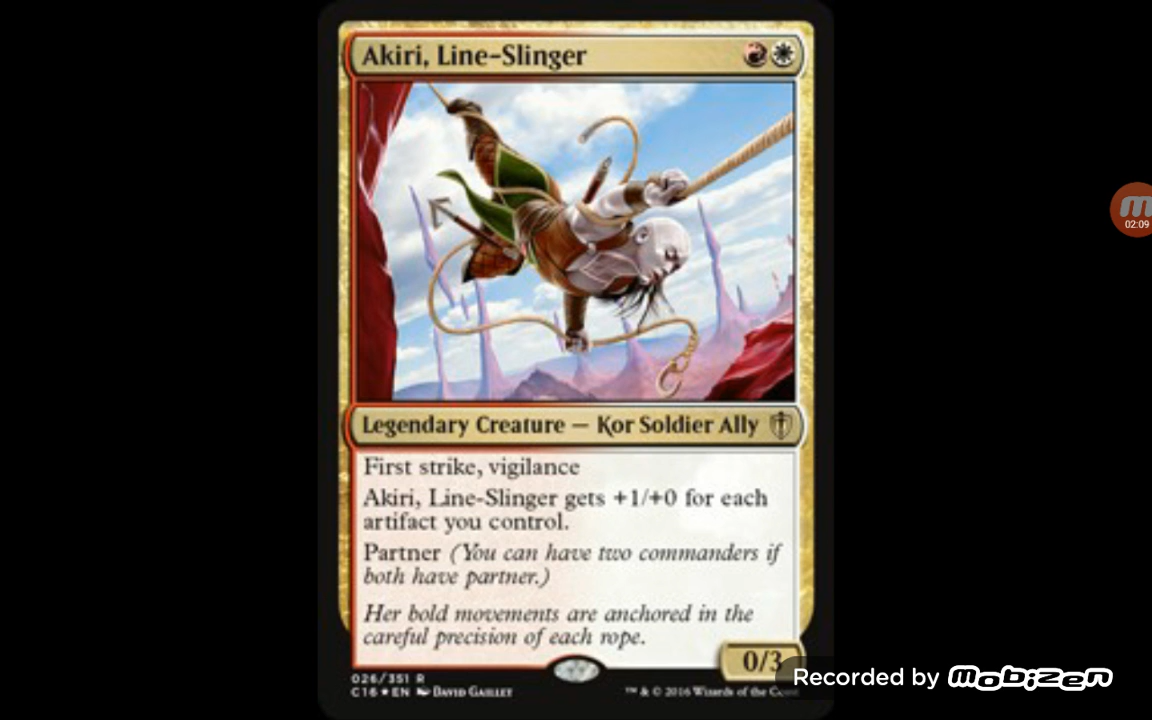 Akiri, Line-Slinger
Legendary Creature — Kor Soldier Ally
First strike, vigilance
Akiri, Line-Slinger gets +1/+0 for each
artifact you control.
Partner (You can have two commanders if
both have partner.)
Her bold movements are anchored in the
careful precision of each rope.
0/3
026/351 R
C16 ★ EN David Gaillet
™ & © 2016 Wizards of the
02:09
Recorded by mobizen